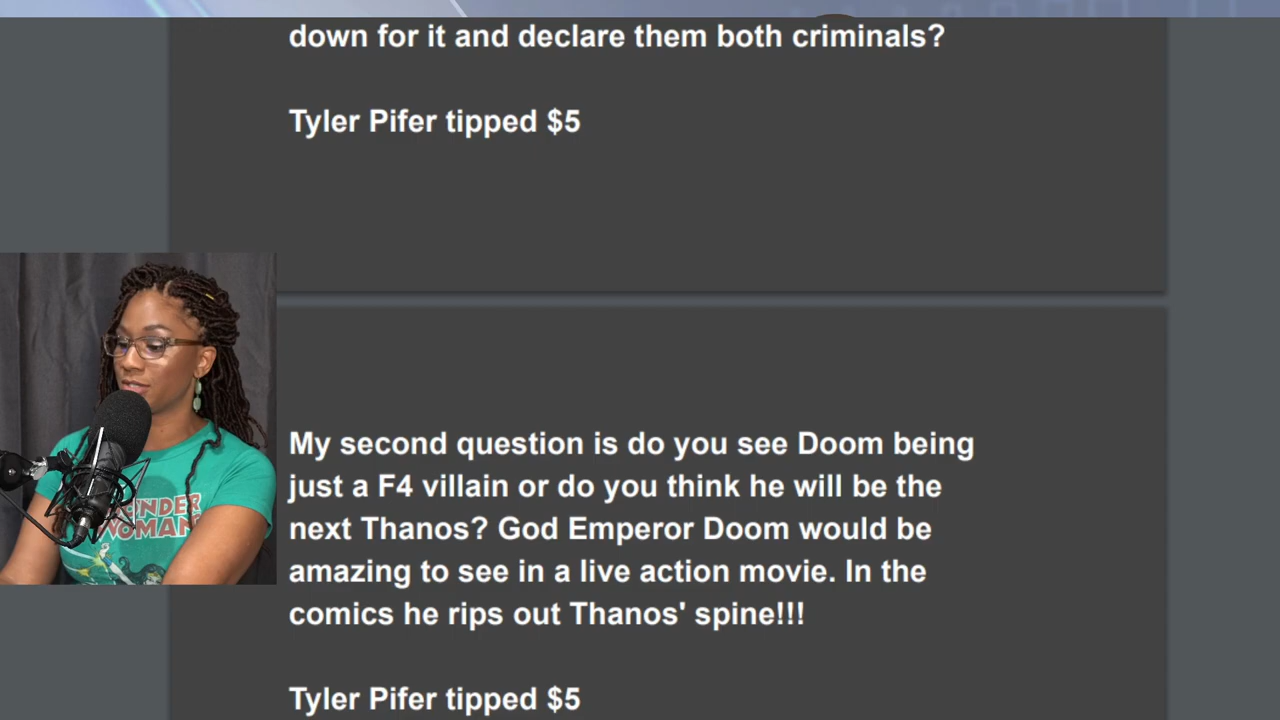 down for it and declare them both criminals?
Tyler Pifer tipped $5
WONDER
WOMAN
My second question is do you see Doom being
just a F4 villain or do you think he will be the
next Thanos? God Emperor Doom would be
amazing to see in a live action movie. In the
comics he rips out Thanos' spine!!!
Tyler Pifer tipped $5